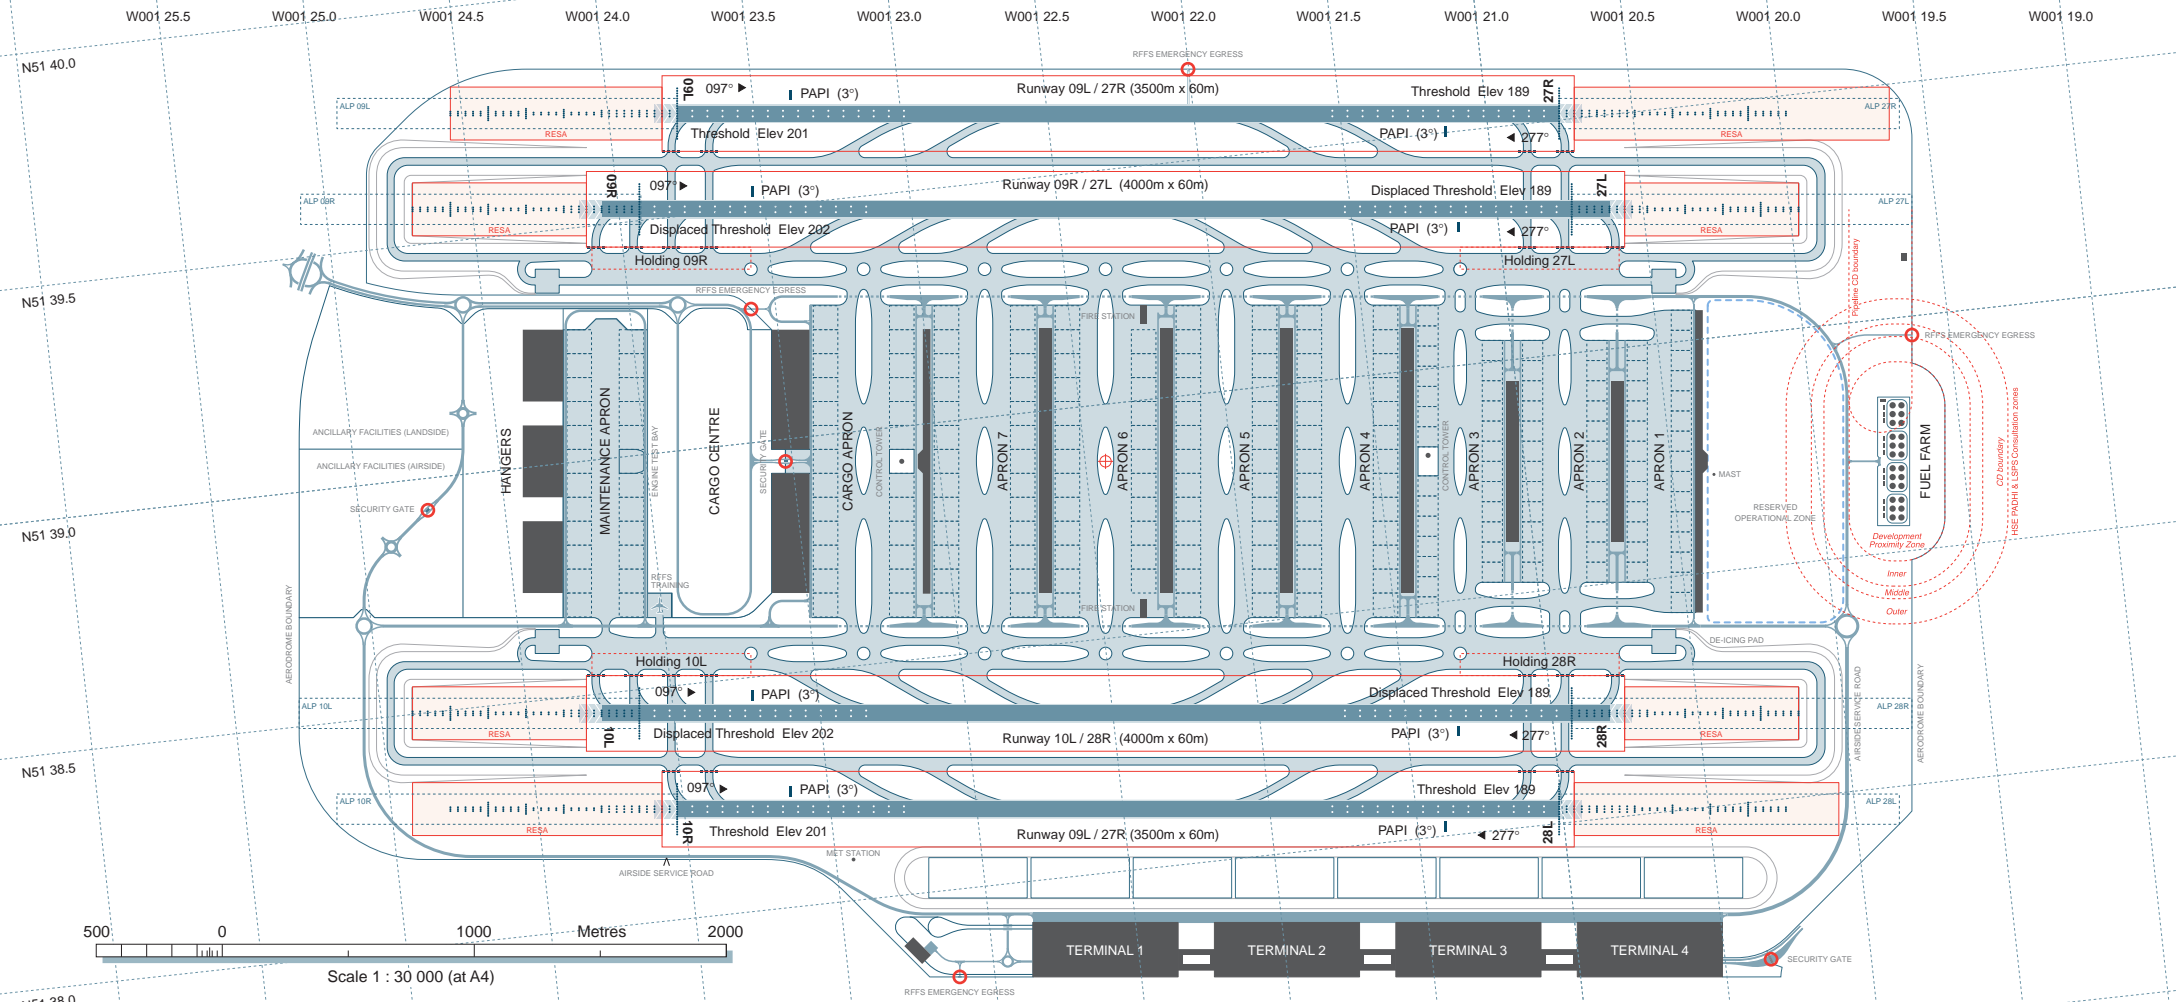 W001 25.5
W001 25.0
W001 24.5
W001 24.0
W001 23.5
W001 23.0
W001 22.5
W001 22.0
W001 21.5
W001 21.0
W001 20.5
W001 20.0
W001 19.5
W001 19.0
N51 40.0
RFFS EMERGENCY EGRESS
09L
097°
PAPI (3°)
Runway 09L / 27R (3500m x 60m)
Threshold Elev 189
27R
ALP 09L
ALP 27R
RESA
Threshold Elev 201
PAPI (3°)
277°
RESA
09R
097°
PAPI (3°)
Runway 09R / 27L (4000m x 60m)
Displaced Threshold Elev 189
27L
ALP 09R
ALP 27L
RESA
Displaced Threshold Elev 202
PAPI (3°)
277°
RESA
Holding 09R
Holding 27L
Pipeline CD boundary
N51 39.5
RFFS EMERGENCY EGRESS
FIRE STATION
RFFS EMERGENCY EGRESS
ANCILLARY FACILITIES (LANDSIDE)
ANCILLARY FACILITIES (AIRSIDE)
HANGERS
MAINTENANCE APRON
ENGINE TEST BAY
CARGO CENTRE
SECURITY GATE
CARGO APRON
CONTROL TOWER
APRON 7
APRON 6
APRON 5
APRON 4
CONTROL TOWER
APRON 3
APRON 2
APRON 1
MAST
RESERVED
OPERATIONAL ZONE
FUEL FARM
CD boundary
HSE PADHI & LSPS Consultation zones
SECURITY GATE
N51 39.0
Development
Proximity Zone
Inner
Middle
Outer
RFFS
TRAINING
FIRE STATION
AERODROME BOUNDARY
DE-ICING PAD
Holding 10L
Holding 28R
AIRSIDE SERVICE ROAD
AERODROME BOUNDARY
097°
PAPI (3°)
Displaced Threshold Elev 189
ALP 10L
ALP 28R
RESA
10L
Displaced Threshold Elev 202
Runway 10L / 28R (4000m x 60m)
PAPI (3°)
277°
28R
RESA
N51 38.5
097°
PAPI (3°)
Threshold Elev 189
ALP 10R
ALP 28L
RESA
10R
Threshold Elev 201
Runway 09L / 27R (3500m x 60m)
PAPI (3°)
277°
28L
RESA
MET STATION
AIRSIDE SERVICE ROAD
500
0
1000
Metres
2000
Scale 1 : 30 000 (at A4)
TERMINAL 1
TERMINAL 2
TERMINAL 3
TERMINAL 4
SECURITY GATE
RFFS EMERGENCY EGRESS
N51 38.0